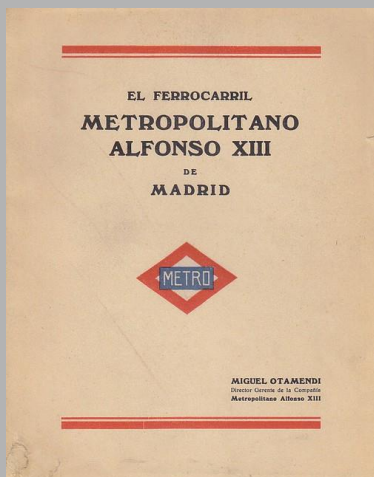 EL FERROCARRIL
METROPOLITANO
ALFONSO XIII
DE
MADRID
METRO
MIGUEL OTAMENDI
Director Gerente de la Compañía
Metropolitano Alfonso XIII